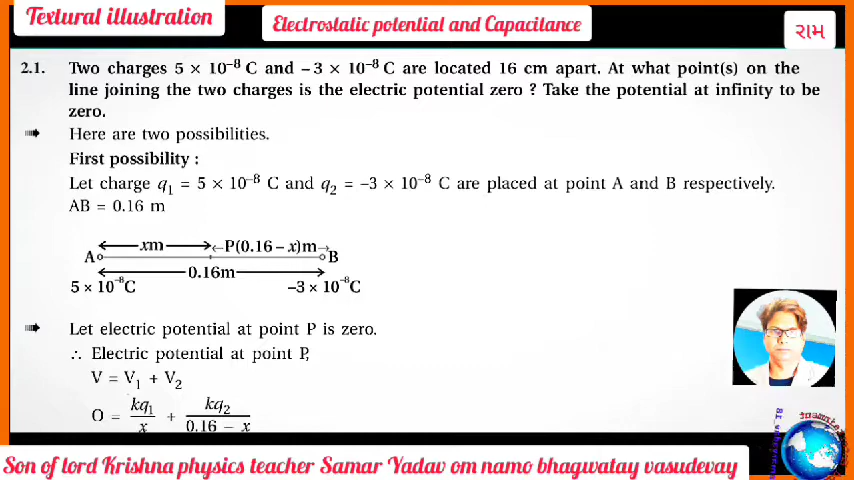 Textural illustration
Electrostatic potential and Capacitance
રામ
2.1. Two charges 5 × 10⁻⁸ C and – 3 × 10⁻⁸ C are located 16 cm apart. At what point(s) on the
line joining the two charges is the electric potential zero ? Take the potential at infinity to be
zero.
Here are two possibilities.
First possibility :
Let charge q₁ = 5 × 10⁻⁸ C and q₂ = –3 × 10⁻⁸ C are placed at point A and B respectively.
AB = 0.16 m
xm P(0.16 – x)m
A B
0.16m
5 × 10⁻⁸C –3 × 10⁻⁸C
Let electric potential at point P is zero.
∴ Electric potential at point P,
V = V₁ + V₂
O = kq₁/x + kq₂/0.16 – x
Son of lord Krishna physics teacher Samar Yadav om namo bhagwatay vasudevay